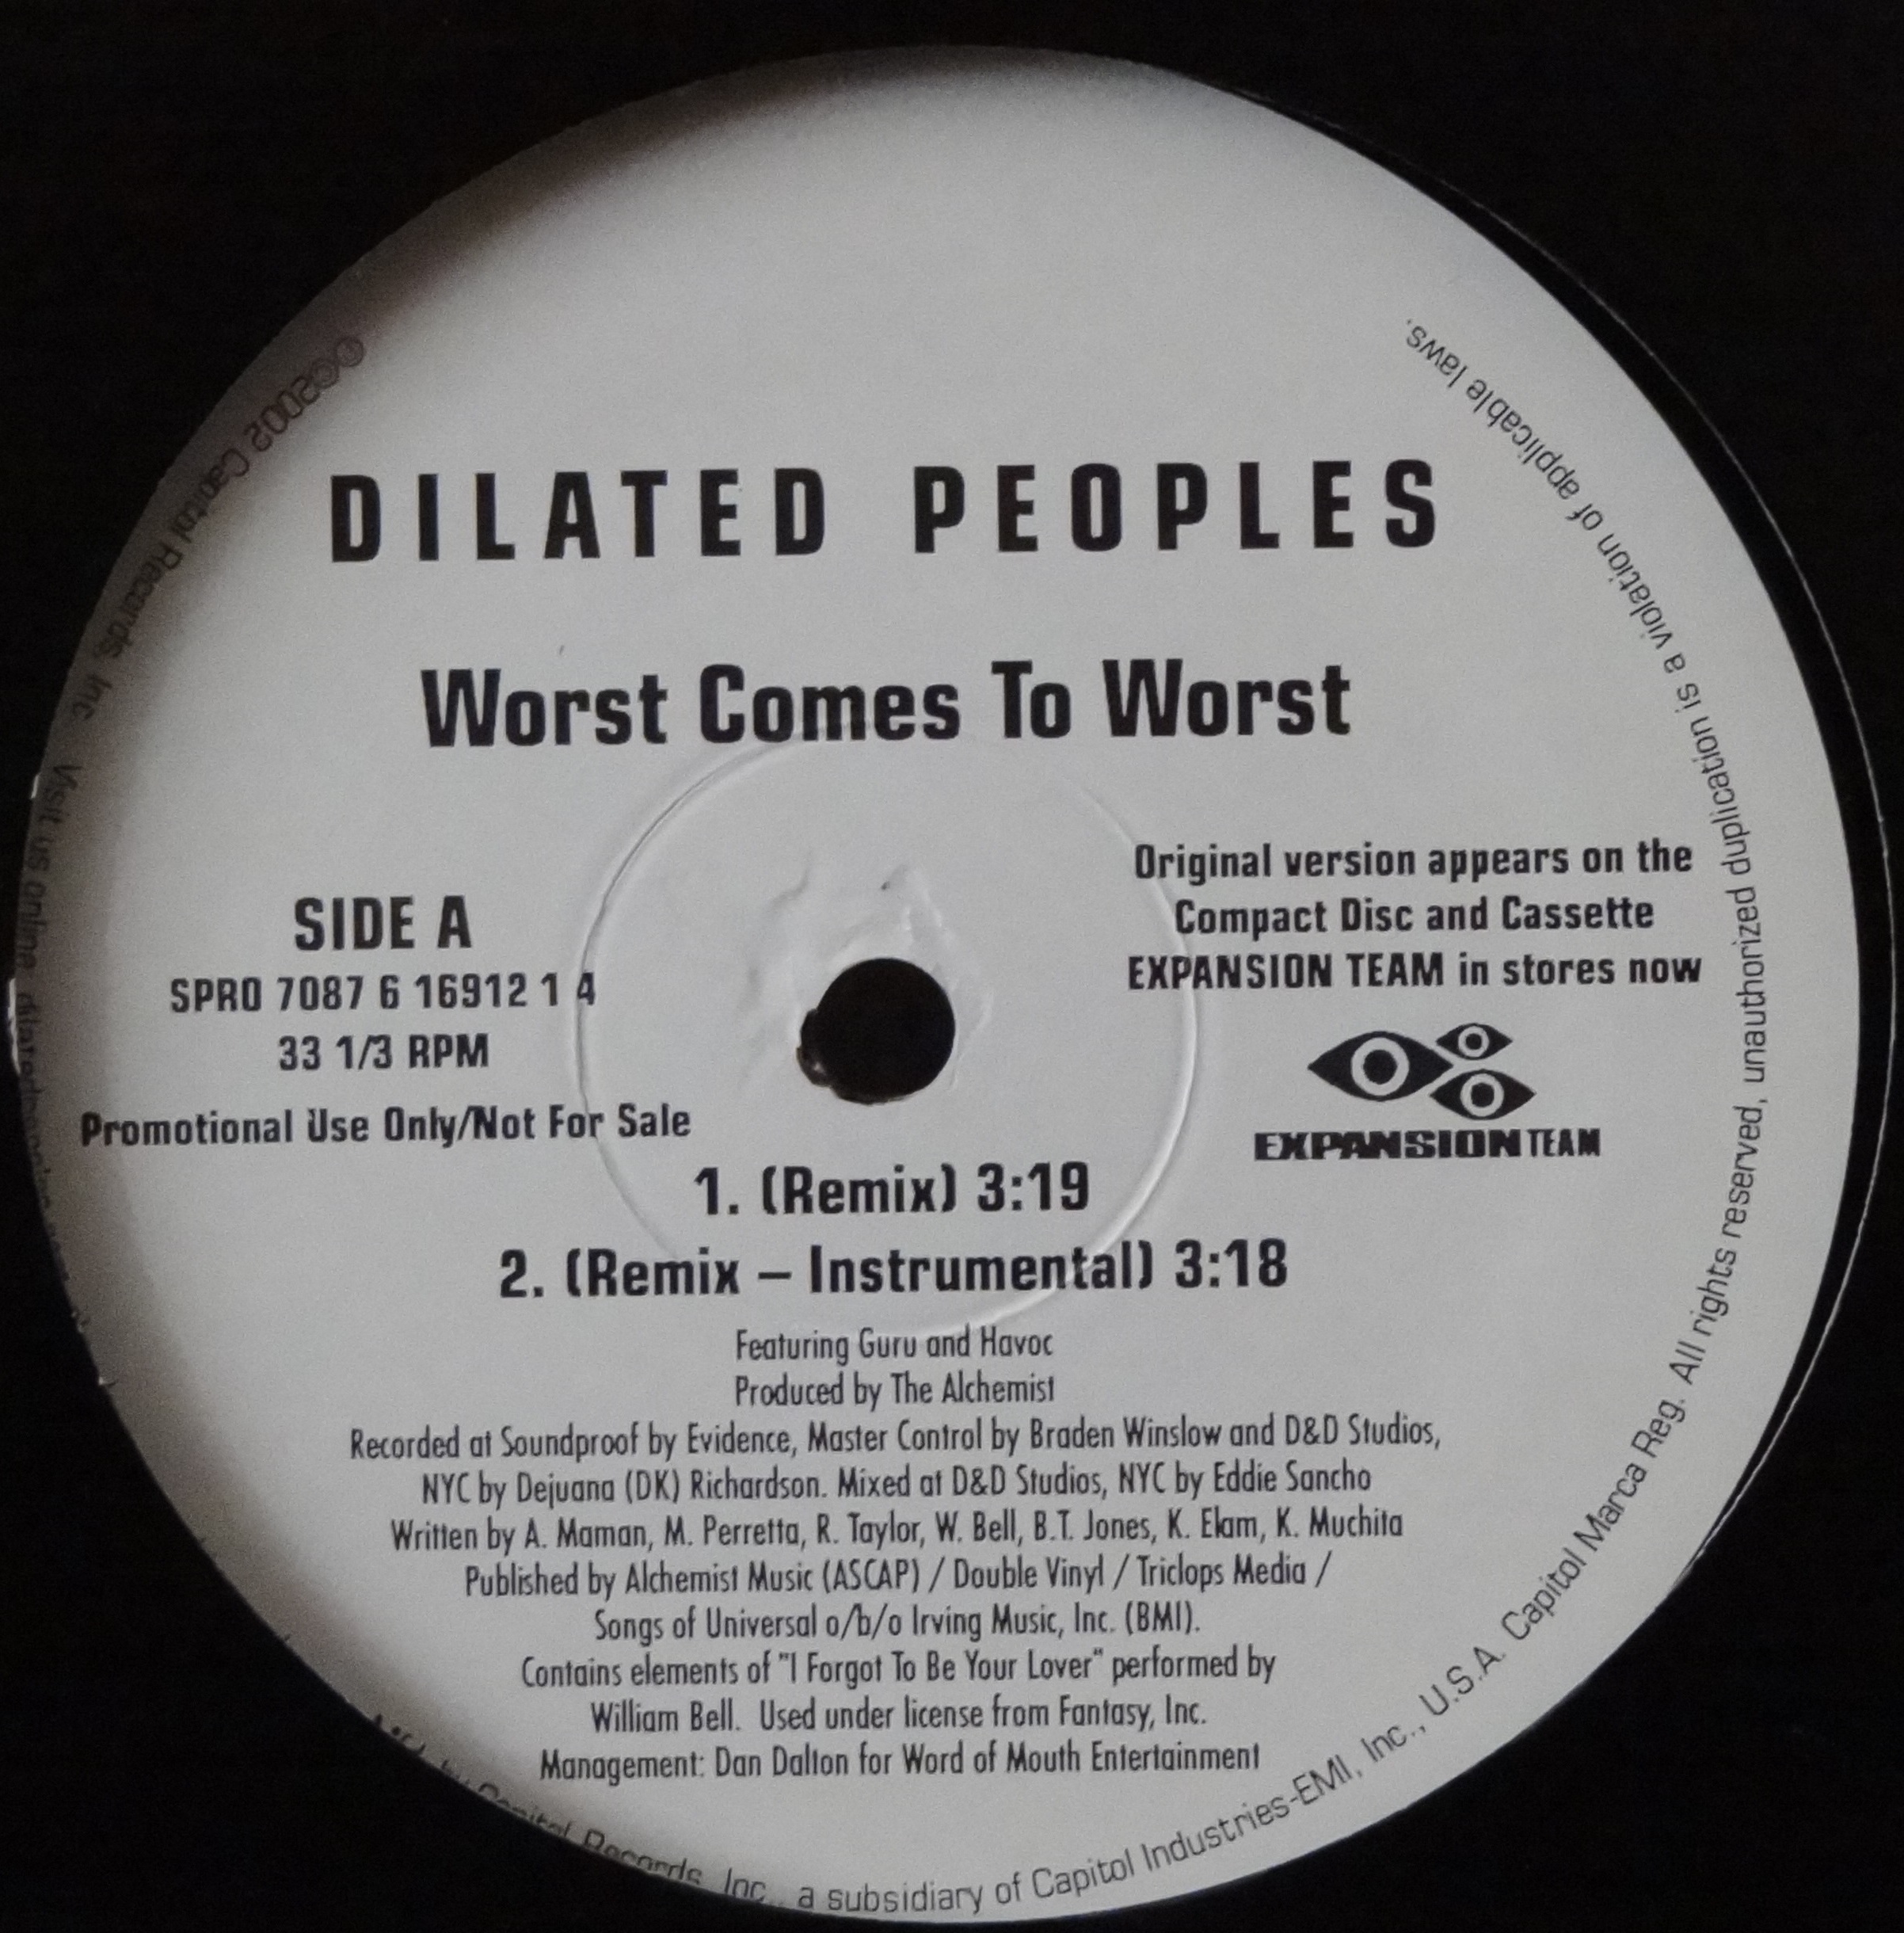 DILATED PEOPLES
Worst Comes To Worst
SIDE A
SPRO 7087 6 16912 1 4
33 1/3 RPM
Promotional Use Only/Not For Sale
Original version appears on the
Compact Disc and Cassette
EXPANSION TEAM in stores now
EXPANSION TEAM
1. (Remix) 3:19
2. (Remix – Instrumental) 3:18
Featuring Guru and Havoc
Produced by The Alchemist
Recorded at Soundproof by Evidence, Master Control by Braden Winslow and D&D Studios,
NYC by Dejuana (DK) Richardson. Mixed at D&D Studios, NYC by Eddie Sancho
Written by A. Maman, M. Perretta, R. Taylor, W. Bell, B.T. Jones, K. Elam, K. Muchita
Published by Alchemist Music (ASCAP) / Double Vinyl / Triclops Media /
Songs of Universal o/b/o Irving Music, Inc. (BMI).
Contains elements of "I Forgot To Be Your Lover" performed by
William Bell. Used under license from Fantasy, Inc.
Management: Dan Dalton for Word of Mouth Entertainment
℗©2002 Capitol Records, Inc Visit us online by Capitol Records, Inc., a subsidiary of Capitol Industries-EMI, Inc., U.S.A. Capitol Marca Reg. All rights reserved, unauthorized duplication is a violation of applicable laws.